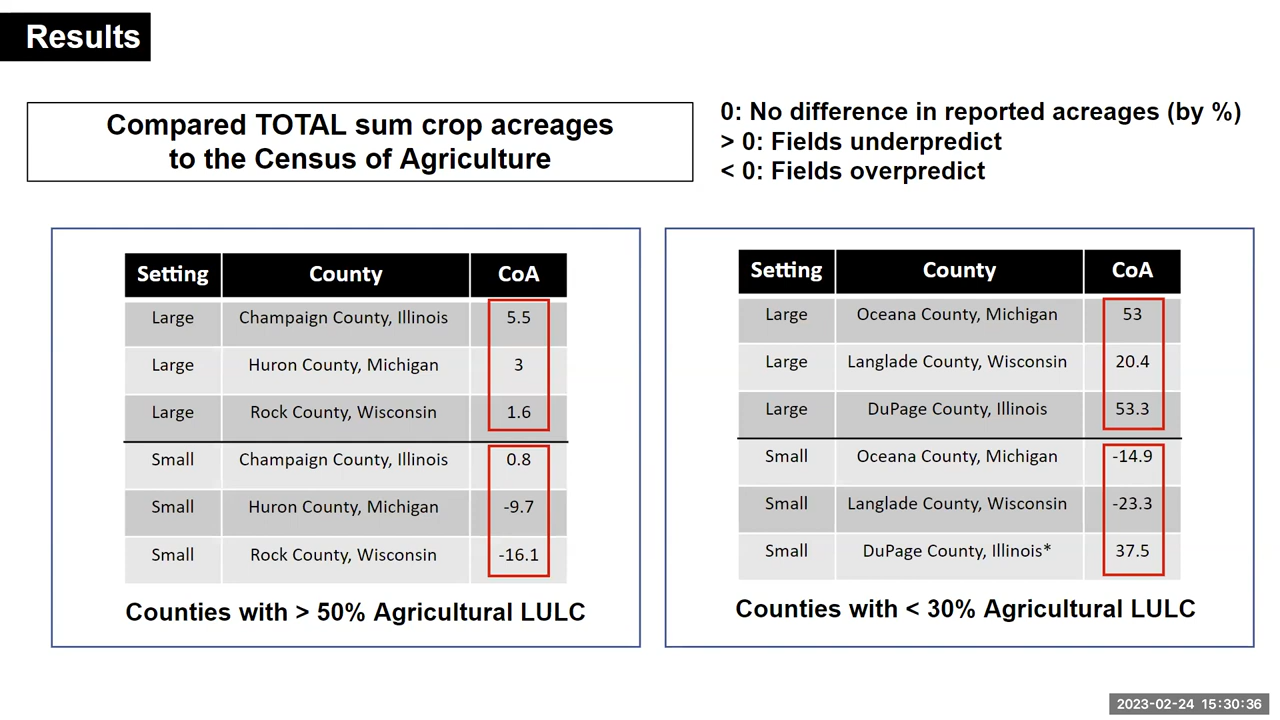 Results
Compared TOTAL sum crop acreages
to the Census of Agriculture
0: No difference in reported acreages (by %)
> 0: Fields underpredict
< 0: Fields overpredict
Setting County CoA
Large Champaign County, Illinois 5.5
Large Huron County, Michigan 3
Large Rock County, Wisconsin 1.6
Small Champaign County, Illinois 0.8
Small Huron County, Michigan -9.7
Small Rock County, Wisconsin -16.1
Counties with > 50% Agricultural LULC
Setting County CoA
Large Oceana County, Michigan 53
Large Langlade County, Wisconsin 20.4
Large DuPage County, Illinois 53.3
Small Oceana County, Michigan -14.9
Small Langlade County, Wisconsin -23.3
Small DuPage County, Illinois* 37.5
Counties with < 30% Agricultural LULC
2023-02-24 15:30:36